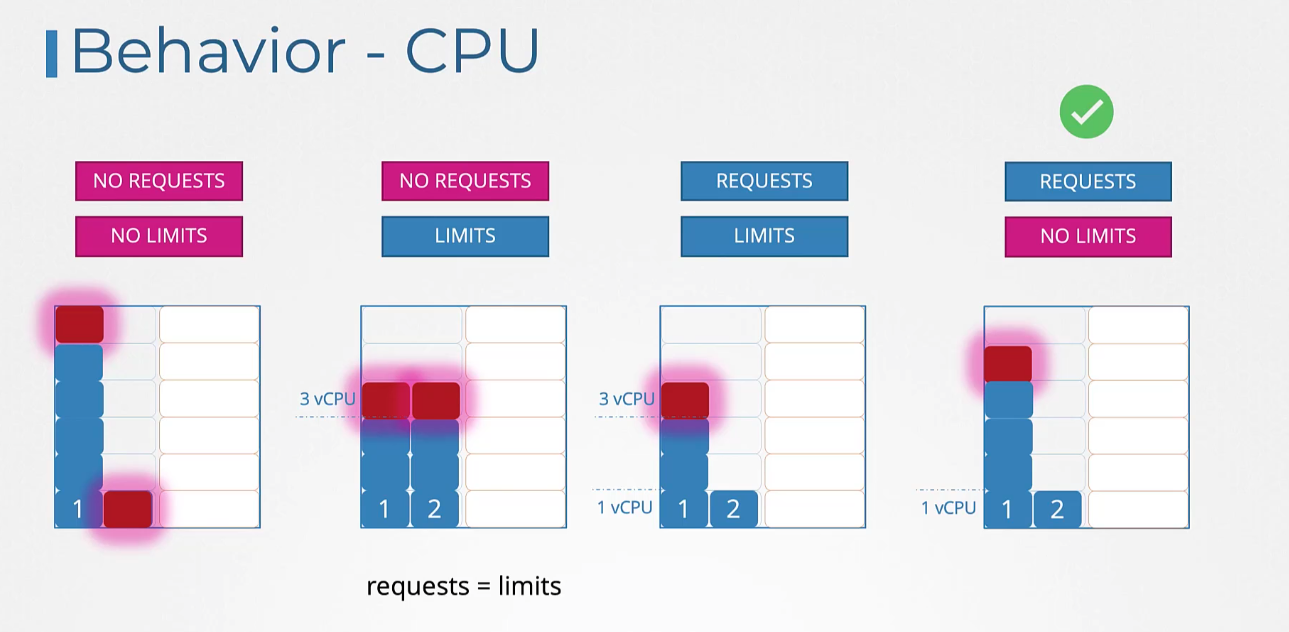 Behavior - CPU
NO REQUESTS
NO LIMITS
1
NO REQUESTS
LIMITS
3 vCPU
1 2
requests = limits
REQUESTS
LIMITS
3 vCPU
1 vCPU
1 2
REQUESTS
NO LIMITS
1 vCPU
1 2